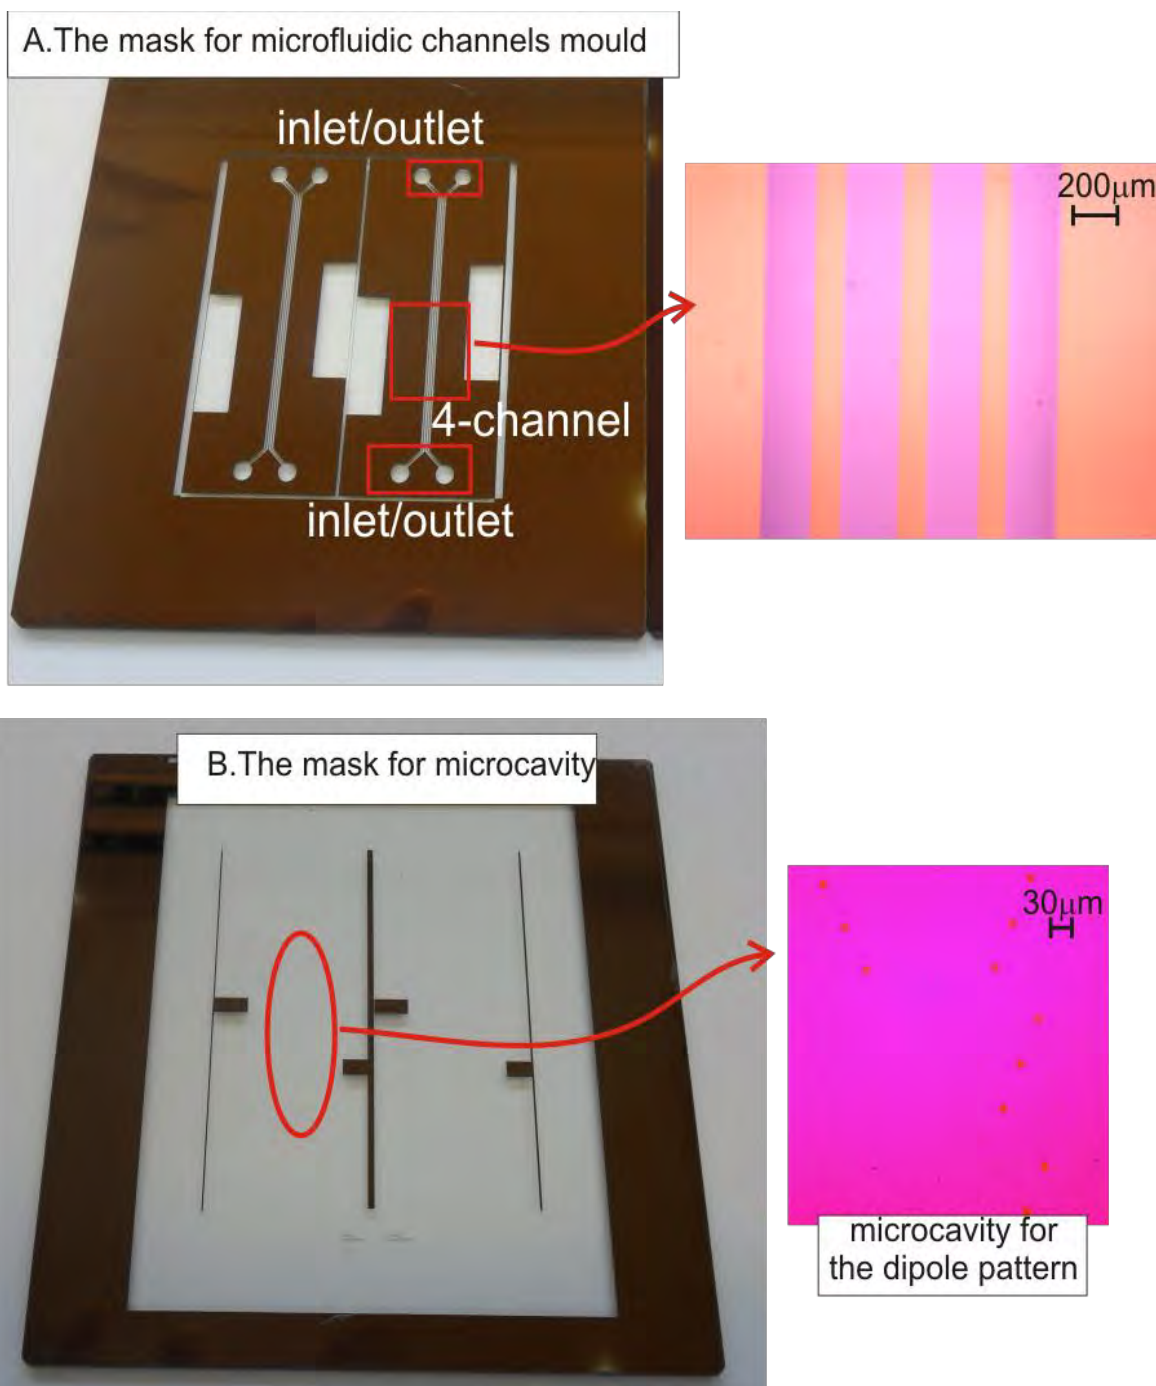 A.The mask for microfluidic channels mould
inlet/outlet
200μm
4-channel
inlet/outlet
B.The mask for microcavity
30μm
microcavity for
the dipole pattern